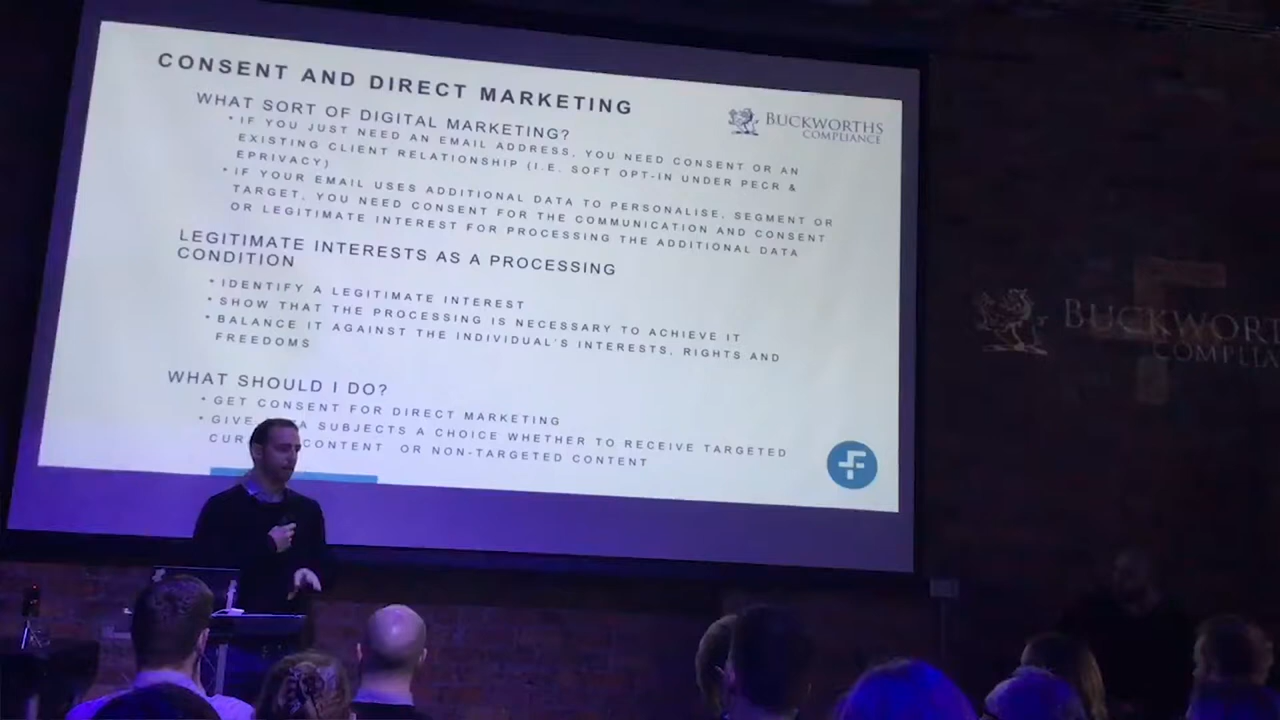 CONSENT AND DIRECT MARKETING
BUCKWORTHS
COMPLIANCE
WHAT SORT OF DIGITAL MARKETING?
• IF YOU JUST NEED AN EMAIL ADDRESS, YOU NEED CONSENT OR AN
EXISTING CLIENT RELATIONSHIP (I.E. SOFT OPT-IN UNDER PECR &
EPRIVACY)
• IF YOUR EMAIL USES ADDITIONAL DATA TO PERSONALISE, SEGMENT OR
TARGET, YOU NEED CONSENT FOR THE COMMUNICATION AND CONSENT
OR LEGITIMATE INTEREST FOR PROCESSING THE ADDITIONAL DATA
LEGITIMATE INTERESTS AS A PROCESSING
CONDITION
• IDENTIFY A LEGITIMATE INTEREST
• SHOW THAT THE PROCESSING IS NECESSARY TO ACHIEVE IT
• BALANCE IT AGAINST THE INDIVIDUAL'S INTERESTS, RIGHTS AND
FREEDOMS
WHAT SHOULD I DO?
• GET CONSENT FOR DIRECT MARKETING
• GIVE SUBJECTS A CHOICE WHETHER TO RECEIVE TARGETED
CONTENT OR NON-TARGETED CONTENT
BUCKWORT
COMPLIA